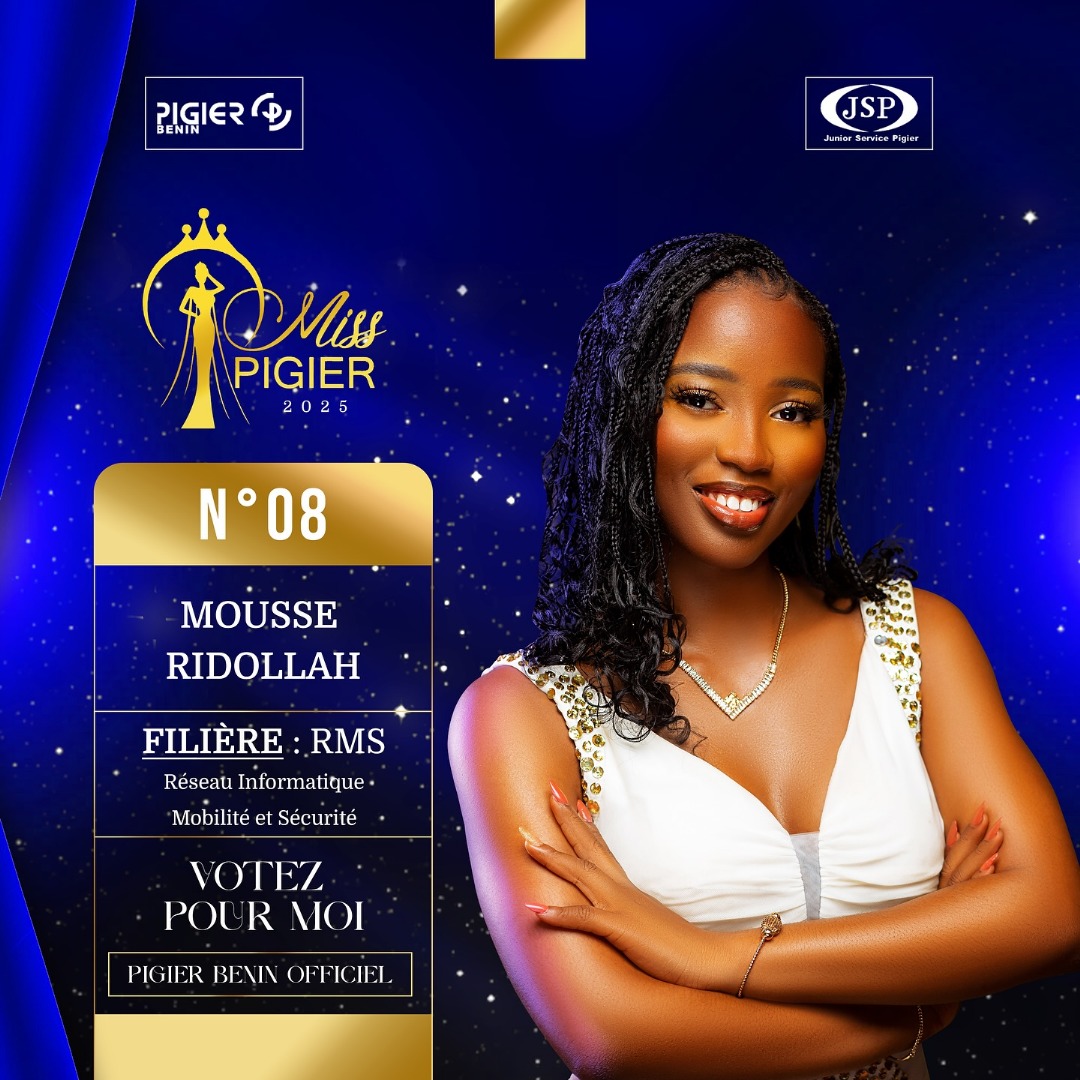 PIGIER
BENIN
JSP
Junior Service Pigier
Miss
PIGIER
2025
N°08
MOUSSE
RIDOLLAH
FILIÈRE : RMS
Réseau Informatique
Mobilité et Sécurité
VOTEZ
POUR MOI
PIGIER BENIN OFFICIEL